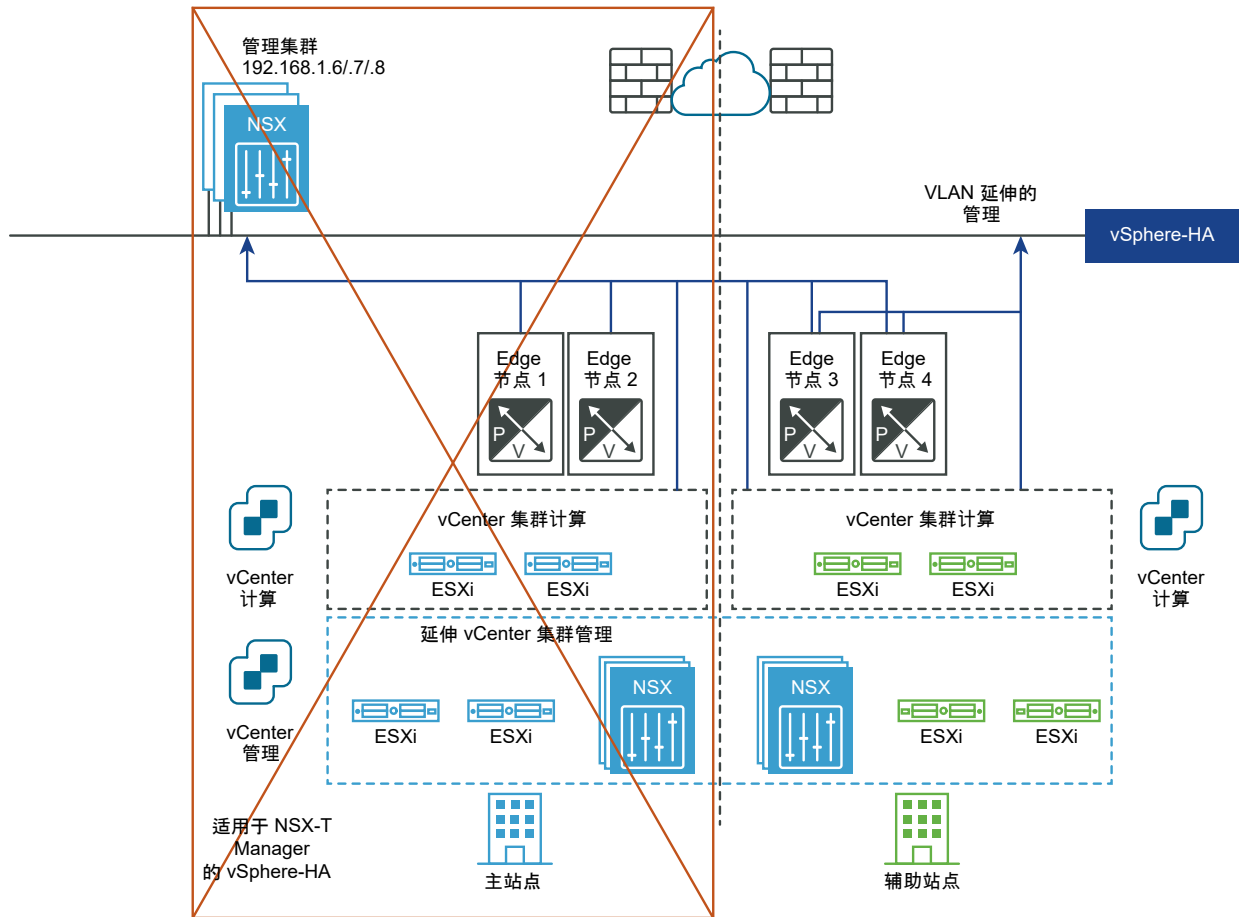 管理集群
192.168.1.6/.7/.8
NSX
VLAN 延伸的
管理
vSphere-HA
Edge
节点 1
P
V
Edge
节点 2
P
V
Edge
节点 3
P
V
Edge
节点 4
P
V
vCenter
计算
vCenter 集群计算
ESXi
ESXi
vCenter 集群计算
ESXi
ESXi
vCenter
计算
延伸 vCenter 集群管理
vCenter
管理
ESXi
ESXi
NSX
NSX
ESXi
ESXi
适用于 NSX-T
Manager
的 vSphere-HA
主站点
辅助站点